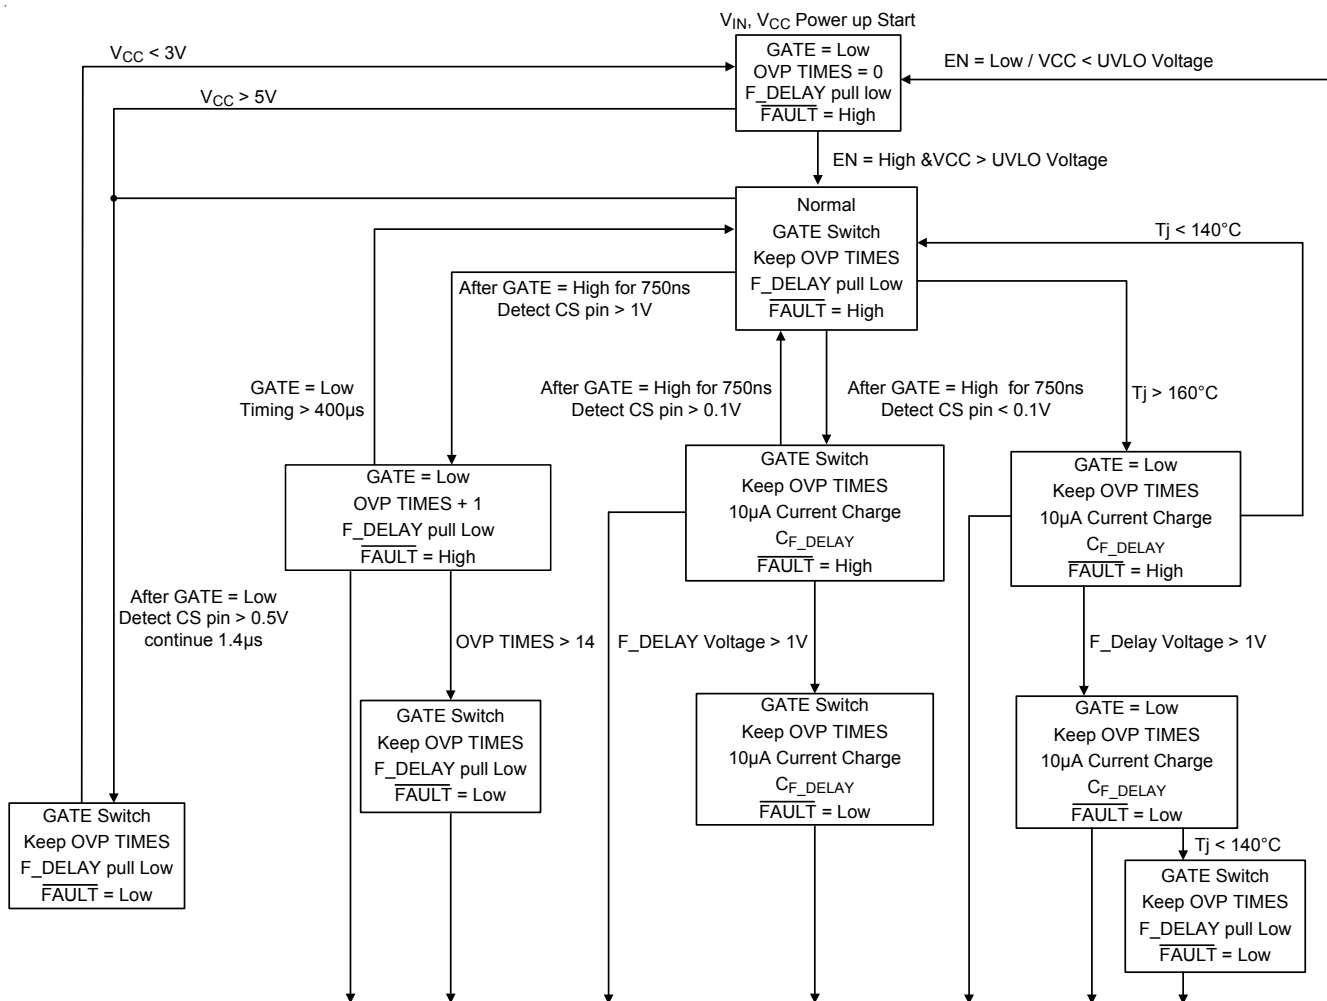 V_IN, V_CC Power up Start
GATE = Low
OVP TIMES = 0
F_DELAY pull low
FAULT = High
V_CC < 3V
V_CC > 5V
EN = Low / VCC < UVLO Voltage
EN = High &VCC > UVLO Voltage
Normal
GATE Switch
Keep OVP TIMES
F_DELAY pull Low
FAULT = High
Tj < 140°C
After GATE = High for 750ns
Detect CS pin > 1V
GATE = Low
Timing > 400µs
After GATE = High for 750ns
Detect CS pin > 0.1V
After GATE = High for 750ns
Detect CS pin < 0.1V
Tj > 160°C
GATE = Low
OVP TIMES + 1
F_DELAY pull Low
FAULT = High
GATE Switch
Keep OVP TIMES
10µA Current Charge
C_F_DELAY
FAULT = High
GATE = Low
Keep OVP TIMES
10µA Current Charge
C_F_DELAY
FAULT = High
After GATE = Low
Detect CS pin > 0.5V
continue 1.4µs
OVP TIMES > 14
F_DELAY Voltage > 1V
F_Delay Voltage > 1V
GATE Switch
Keep OVP TIMES
F_DELAY pull Low
FAULT = Low
GATE Switch
Keep OVP TIMES
10µA Current Charge
C_F_DELAY
FAULT = Low
GATE = Low
Keep OVP TIMES
10µA Current Charge
C_F_DELAY
FAULT = Low
GATE Switch
Keep OVP TIMES
F_DELAY pull Low
FAULT = Low
Tj < 140°C
GATE Switch
Keep OVP TIMES
F_DELAY pull Low
FAULT = Low